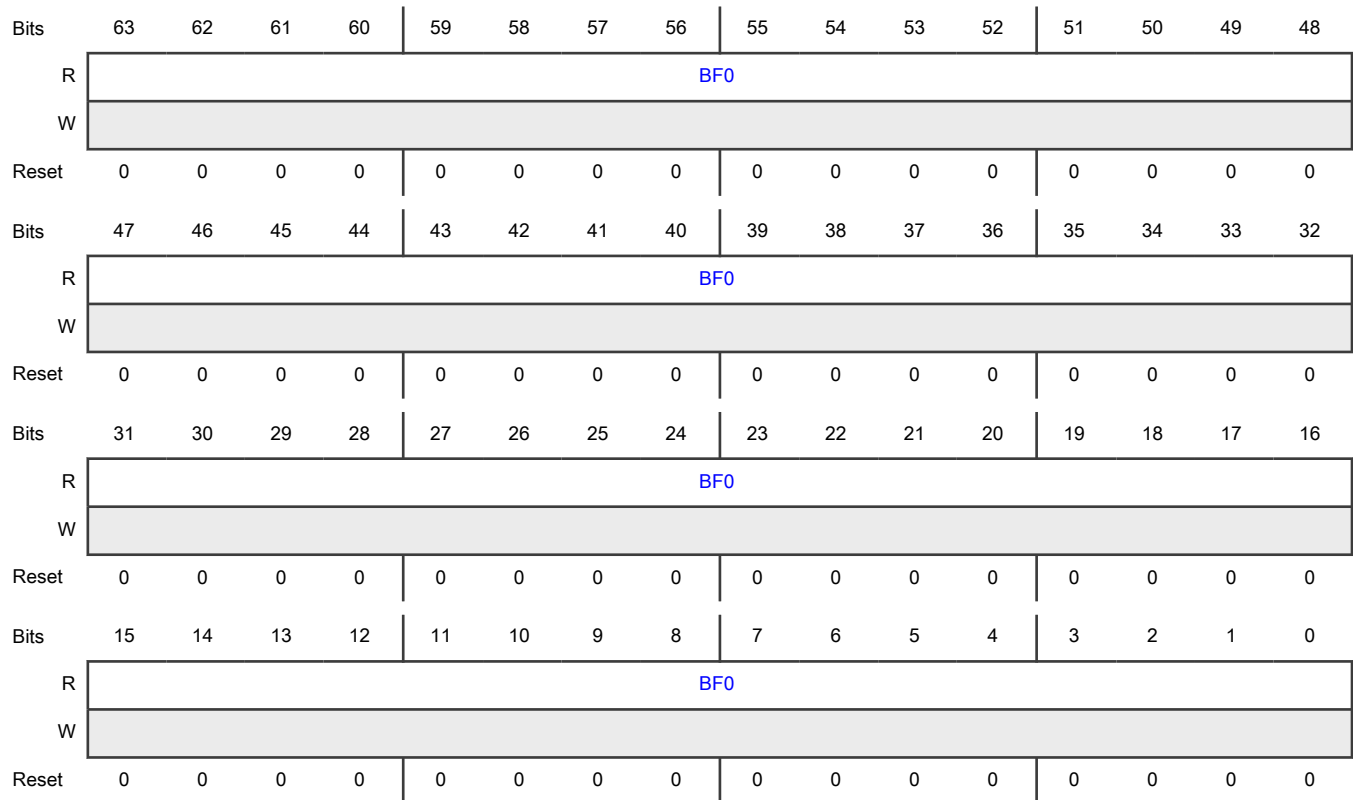 Bits 63 62 61 60 59 58 57 56 55 54 53 52 51 50 49 48
R BF0
W
Reset 0 0 0 0 0 0 0 0 0 0 0 0 0 0 0 0
Bits 47 46 45 44 43 42 41 40 39 38 37 36 35 34 33 32
R BF0
W
Reset 0 0 0 0 0 0 0 0 0 0 0 0 0 0 0 0
Bits 31 30 29 28 27 26 25 24 23 22 21 20 19 18 17 16
R BF0
W
Reset 0 0 0 0 0 0 0 0 0 0 0 0 0 0 0 0
Bits 15 14 13 12 11 10 9 8 7 6 5 4 3 2 1 0
R BF0
W
Reset 0 0 0 0 0 0 0 0 0 0 0 0 0 0 0 0